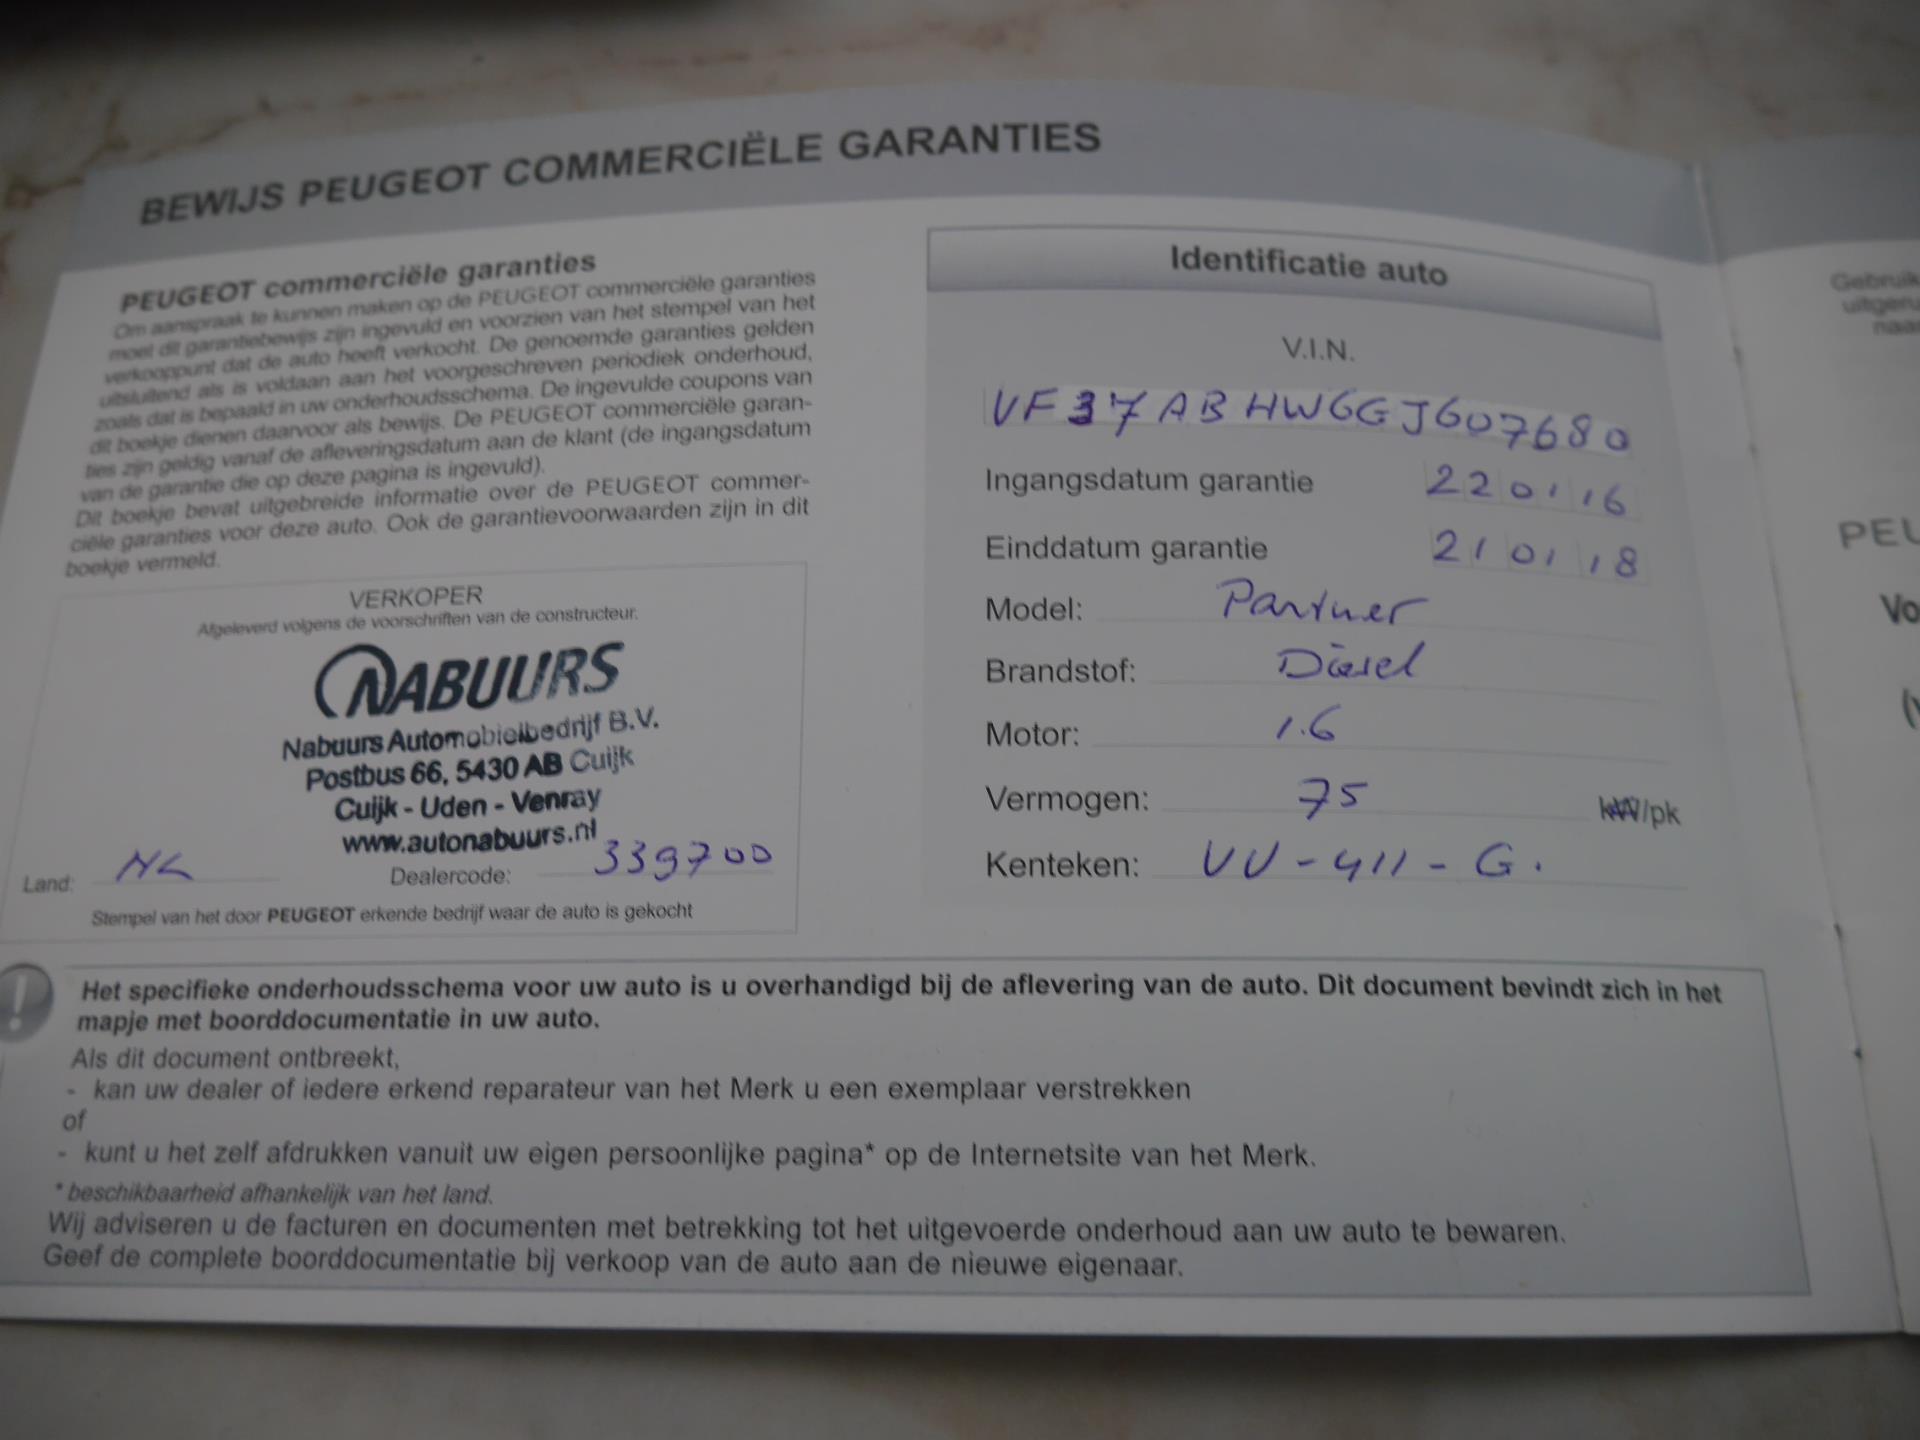 BEWIJS PEUGEOT COMMERCIËLE GARANTIES
PEUGEOT commerciële garanties
Om aanspraak te kunnen maken op de PEUGEOT commerciële garanties
moet dit garantiebewijs zijn ingevuld en voorzien van het stempel van het
verkooppunt dat de auto heeft verkocht. De genoemde garanties gelden
uitsluitend als is voldaan aan het voorgeschreven periodiek onderhoud,
zoals dat is bepaald in uw onderhoudsschema. De ingevulde coupons van
dit boekje dienen daarvoor als bewijs. De PEUGEOT commerciële garan-
ties zijn geldig vanaf de afleveringsdatum aan de klant (de ingangsdatum
van de garantie die op deze pagina is ingevuld).
Dit boekje bevat uitgebreide informatie over de PEUGEOT commer-
ciële garanties voor deze auto. Ook de garantievoorwaarden zijn in dit
boekje vermeld.
VERKOPER
Afgeleverd volgens de voorschriften van de constructeur.
NABUURS
Nabuurs Automobielbedrijf B.V.
Postbus 66, 5430 AB Cuijk
Cuijk - Uden - Venray
www.autonabuurs.nl
Land: NL Dealercode: 339700
Stempel van het door PEUGEOT erkende bedrijf waar de auto is gekocht
Identificatie auto
V.I.N.
VF37ABHW6GJ607680
Ingangsdatum garantie 220116
Einddatum garantie 210118
Model: Partner
Brandstof: Diesel
Motor: 1.6
Vermogen: 75 kW/pk
Kenteken: VV-411-G.
Het specifieke onderhoudsschema voor uw auto is u overhandigd bij de aflevering van de auto. Dit document bevindt zich in het
mapje met boorddocumentatie in uw auto.
Als dit document ontbreekt,
- kan uw dealer of iedere erkend reparateur van het Merk u een exemplaar verstrekken
of
- kunt u het zelf afdrukken vanuit uw eigen persoonlijke pagina* op de Internetsite van het Merk.
* beschikbaarheid afhankelijk van het land.
Wij adviseren u de facturen en documenten met betrekking tot het uitgevoerde onderhoud aan uw auto te bewaren.
Geef de complete boorddocumentatie bij verkoop van de auto aan de nieuwe eigenaar.